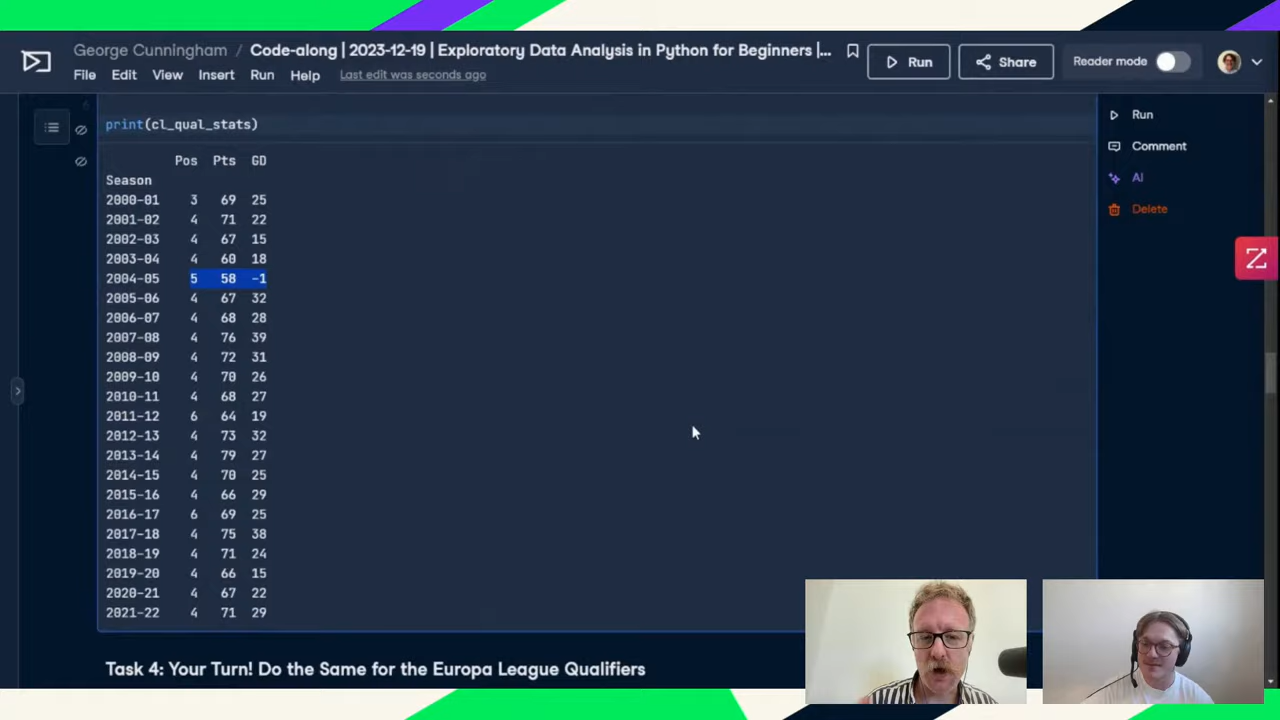 George Cunningham / Code-along | 2023-12-19 | Exploratory Data Analysis in Python for Beginners |...
Run
Share
Reader mode
File Edit View Insert Run Help Last edit was seconds ago
6
print(cl_qual_stats)
Pos Pts GD
Season
2000-01 3 69 25
2001-02 4 71 22
2002-03 4 67 15
2003-04 4 60 18
2004-05 5 58 -1
2005-06 4 67 32
2006-07 4 68 28
2007-08 4 76 39
2008-09 4 72 31
2009-10 4 70 26
2010-11 4 68 27
2011-12 6 64 19
2012-13 4 73 32
2013-14 4 79 27
2014-15 4 70 25
2015-16 4 66 29
2016-17 6 69 25
2017-18 4 75 38
2018-19 4 71 24
2019-20 4 66 15
2020-21 4 67 22
2021-22 4 71 29
Task 4: Your Turn! Do the Same for the Europa League Qualifiers
Run
Comment
AI
Delete